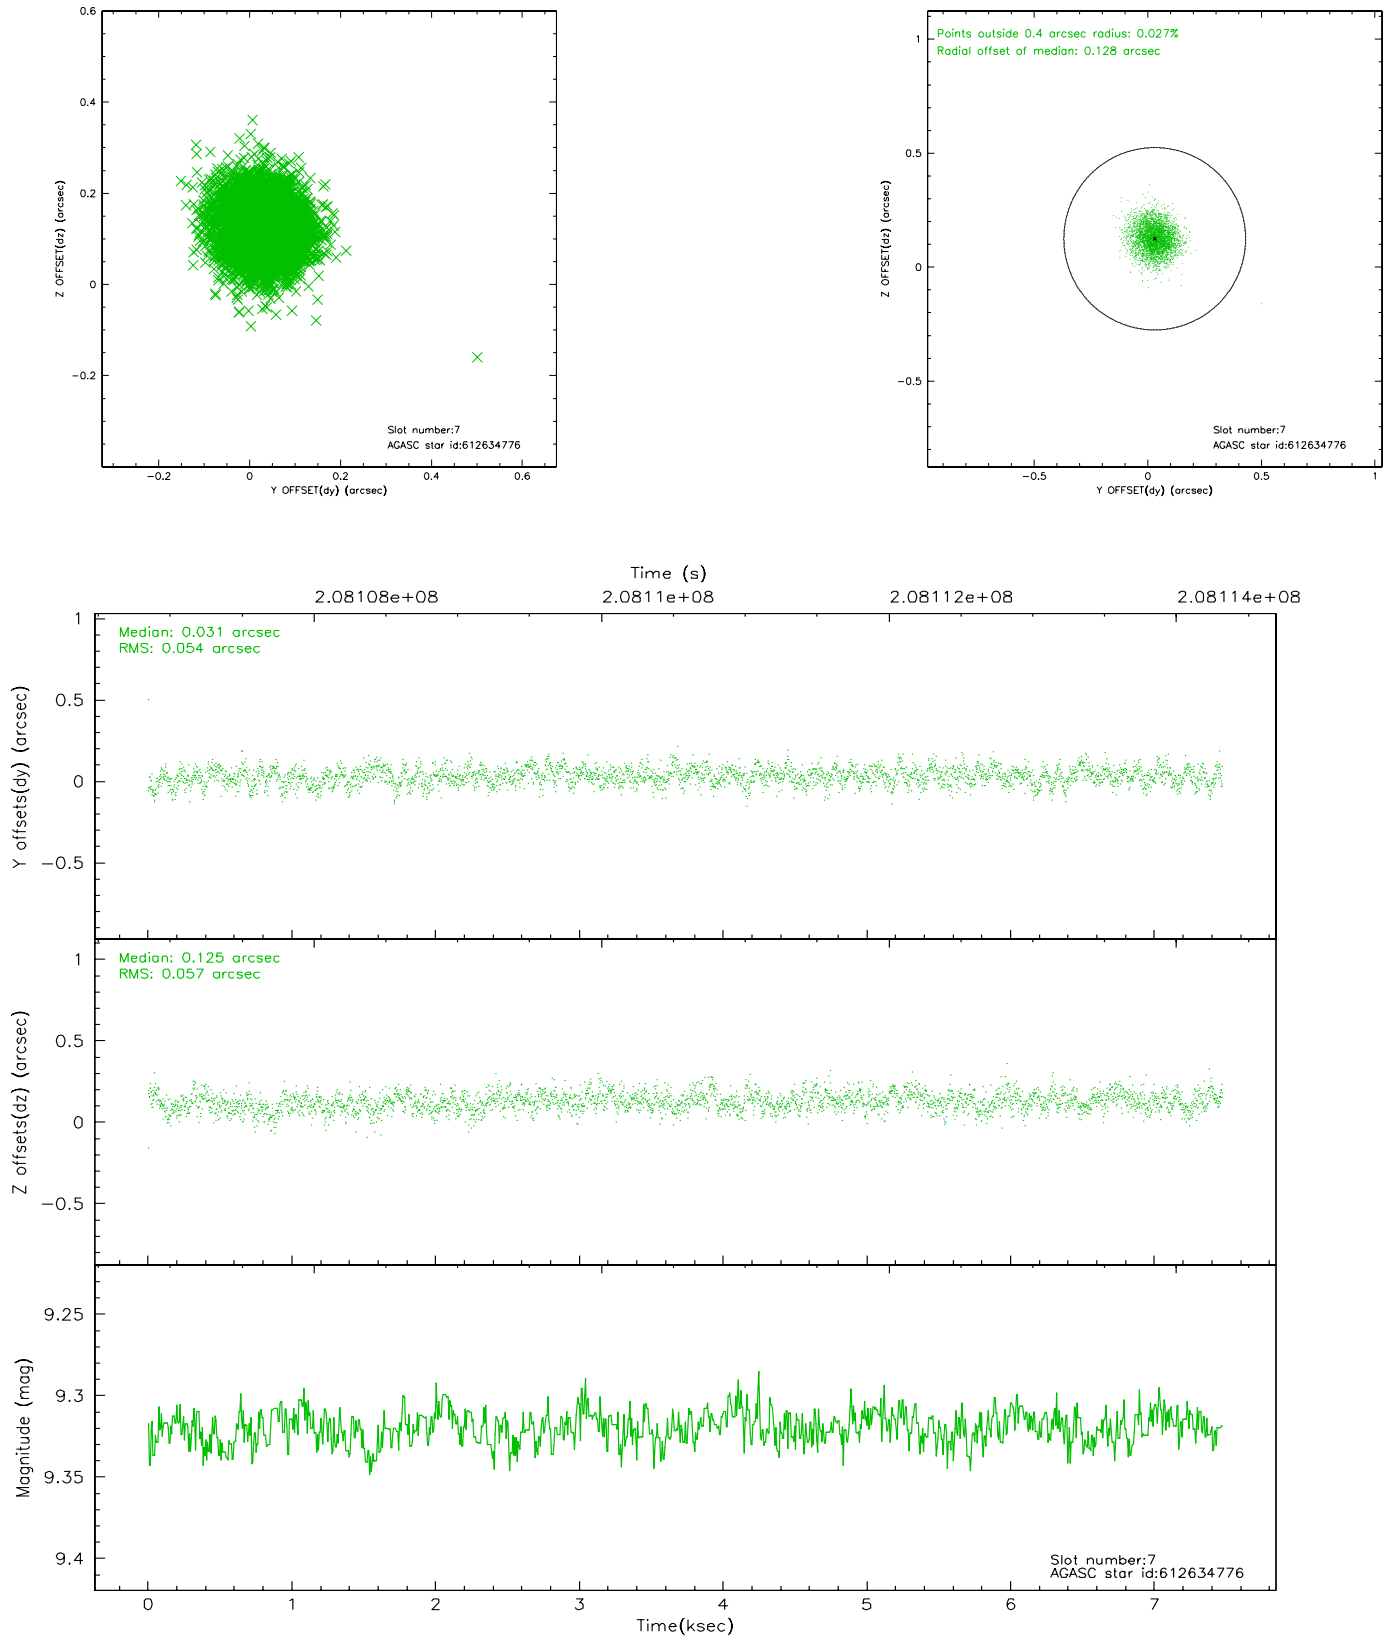 0.6
0.4
0.2
0
−0.2
Z OFFSET(dz) (arcsec)
Slot number:7
AGASC star id:612634776
−0.2 0 0.2 0.4 0.6
Y OFFSET(dy) (arcsec)
Points outside 0.4 arcsec radius: 0.027%
Radial offset of median: 0.128 arcsec
1
0.5
0
−0.5
Z OFFSET(dz) (arcsec)
Slot number:7
AGASC star id:612634776
−0.5 0 0.5 1
Y OFFSET(dy) (arcsec)
Time (s)
2.08108e+08 2.0811e+08 2.08112e+08 2.08114e+08
Median: 0.031 arcsec
RMS: 0.054 arcsec
1
0.5
0
−0.5
Y offsets(dy) (arcsec)
Median: 0.125 arcsec
RMS: 0.057 arcsec
1
0.5
0
−0.5
Z offsets(dz) (arcsec)
9.25
9.3
9.35
9.4
Magnitude (mag)
Slot number:7
AGASC star id:612634776
0 1 2 3 4 5 6 7
Time(ksec)